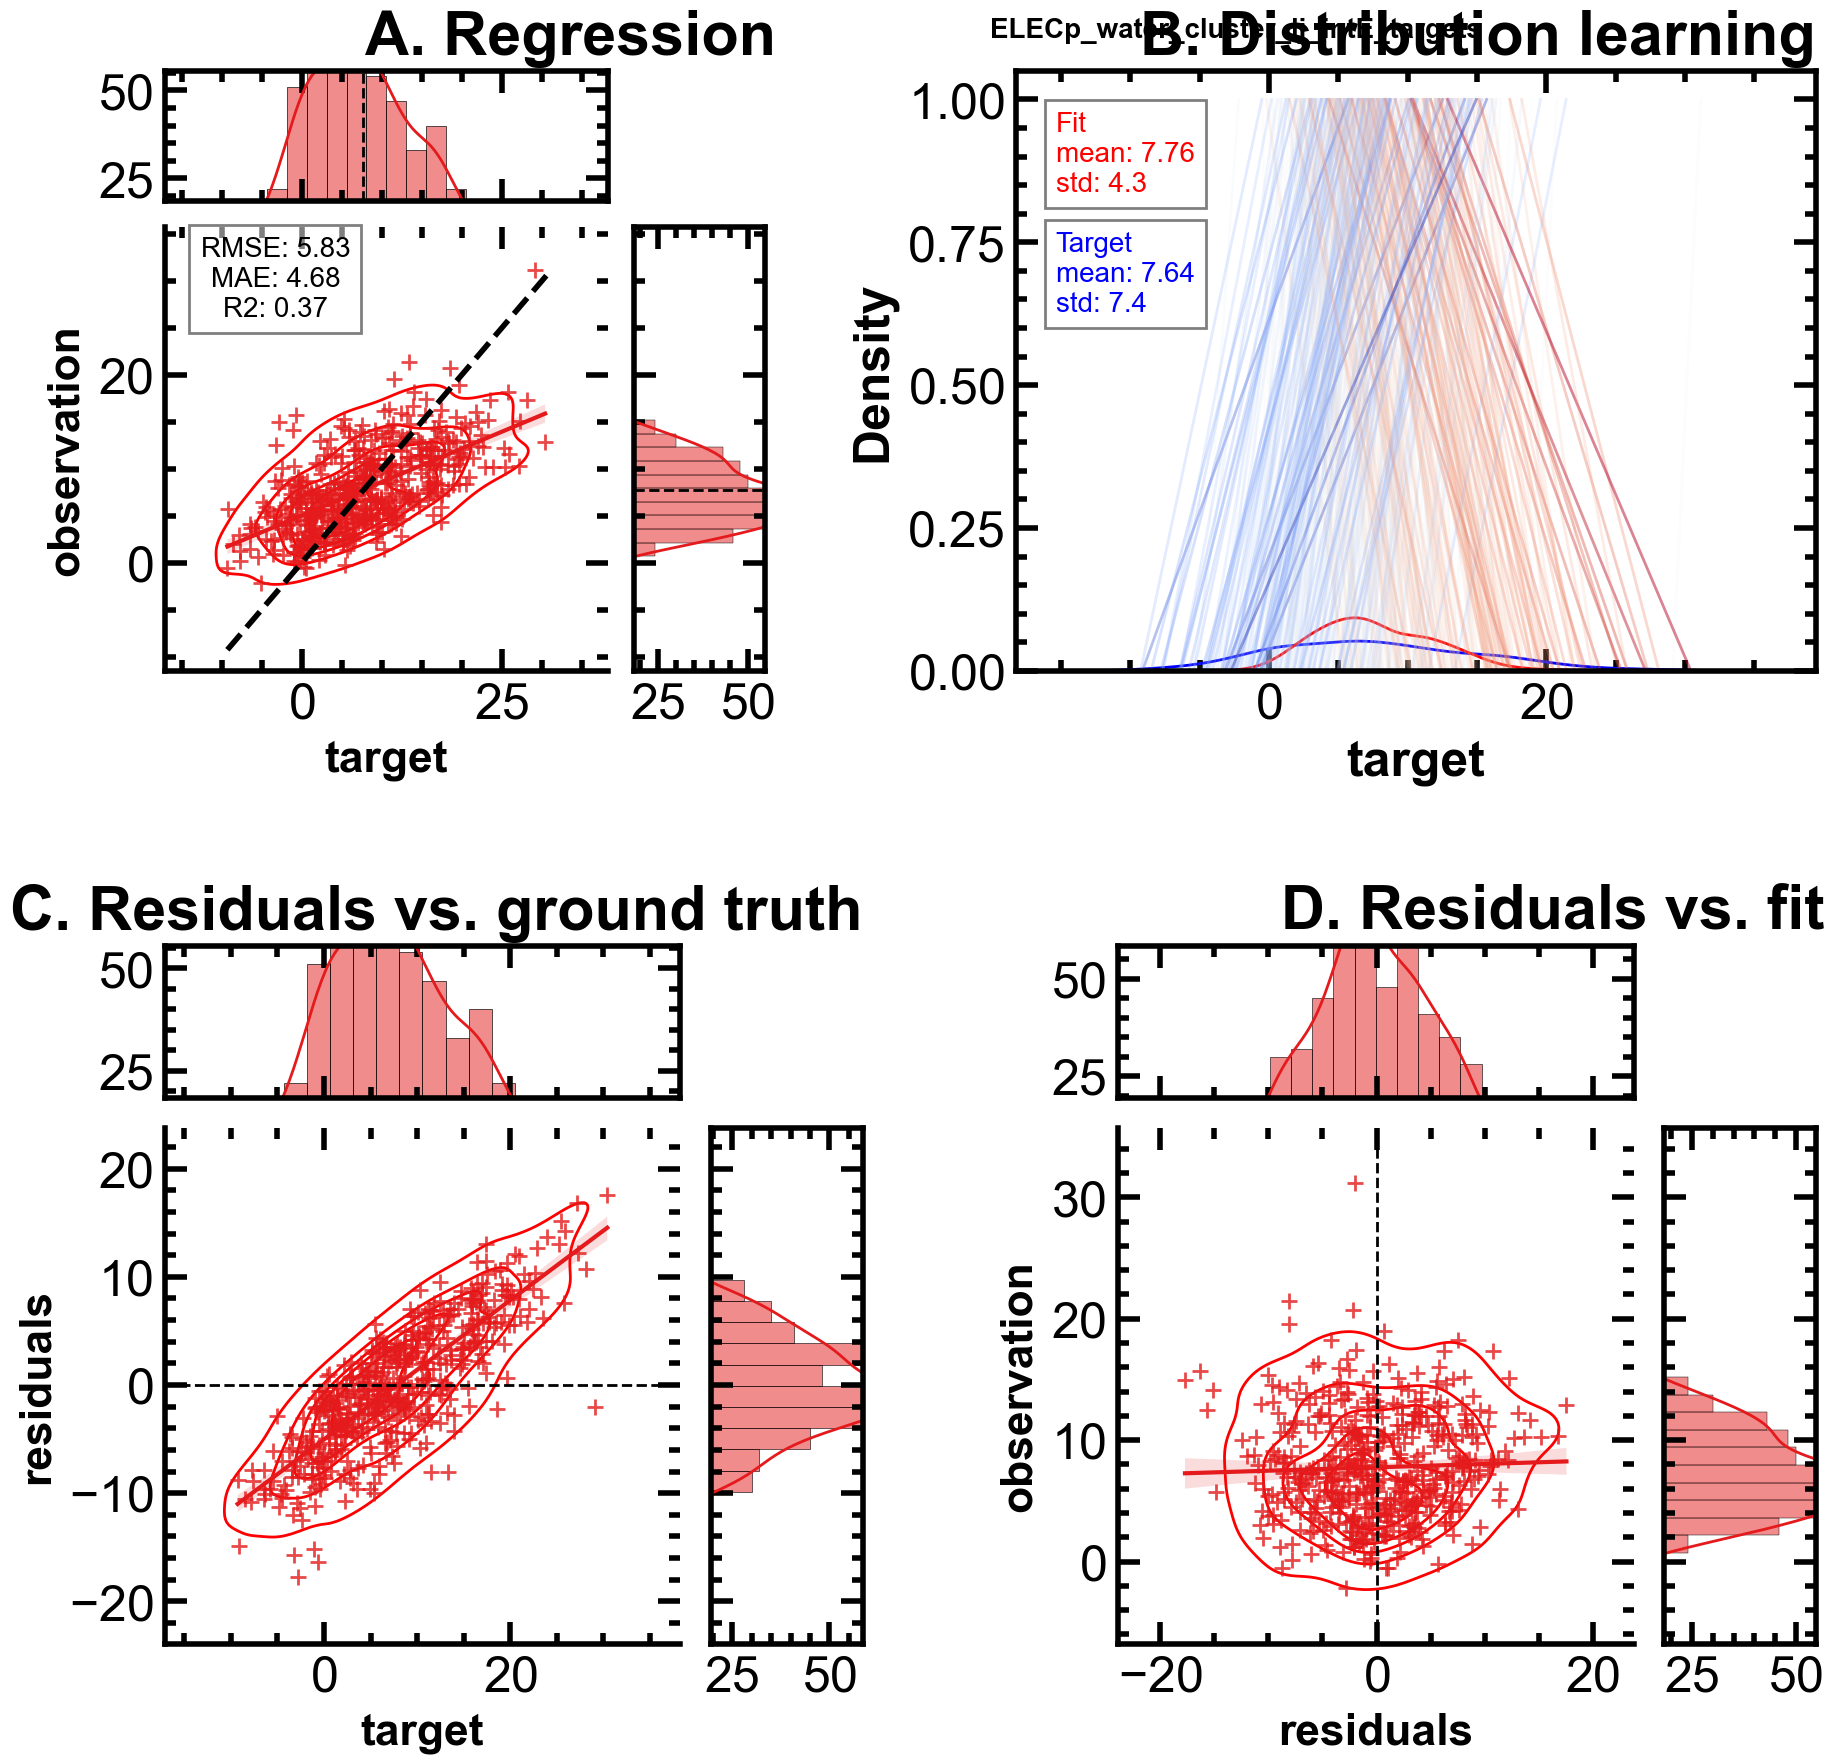 A. Regression
B. Distribution learning
50
25
RMSE: 5.83
MAE: 4.68
R2: 0.37
observation
20
0
0
25
target
25
50
1.00
0.75
0.50
0.25
0.00
Density
Fit
mean: 7.76
std: 4.3
Target
mean: 7.64
std: 7.4
0
20
target
C. Residuals vs. ground truth
50
25
residuals
20
10
0
−10
−20
0
20
target
25
50
D. Residuals vs. fit
50
25
observation
30
20
10
0
−20
0
20
residuals
25
50